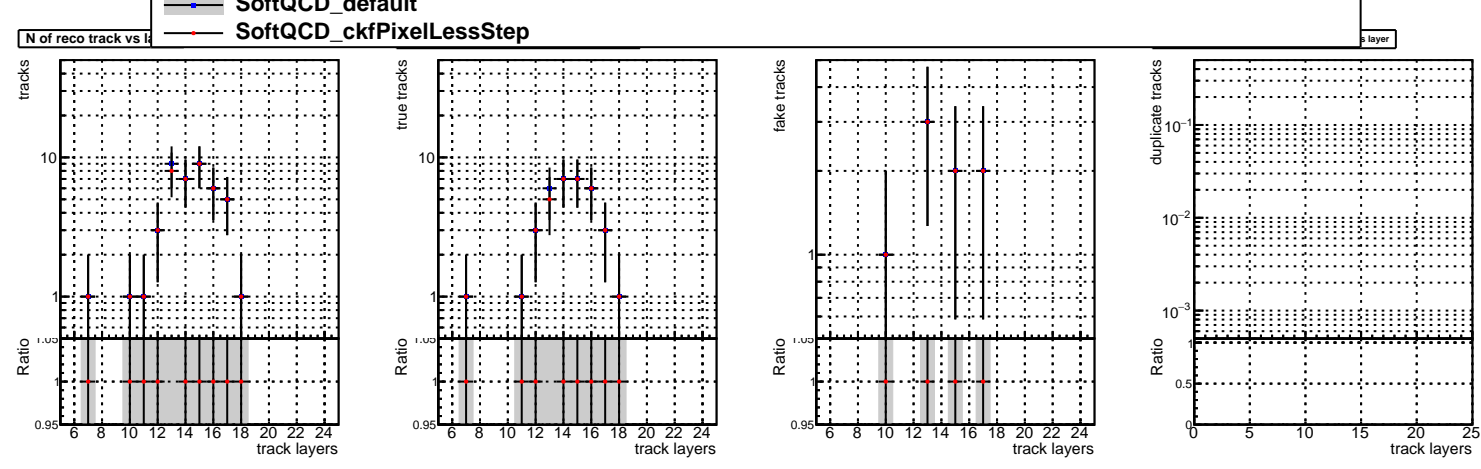 SoftQCD_default
SoftQCD_ckfPixelLessStep
N of reco track vs la
s layer
tracks
10
1
Ratio
1.05
1
0.95
6 8 10 12 14 16 18 20 22 24
track layers
true tracks
10
1
Ratio
1
0.95
6 8 10 12 14 16 18 20 22 24
track layers
fake tracks
1
Ratio
1.05
1
0.95
6 8 10 12 14 16 18 20 22 24
track layers
duplicate tracks
10⁻¹
10⁻²
10⁻³
Ratio
1
0.5
0
0 5 10 15 20 25
track layers